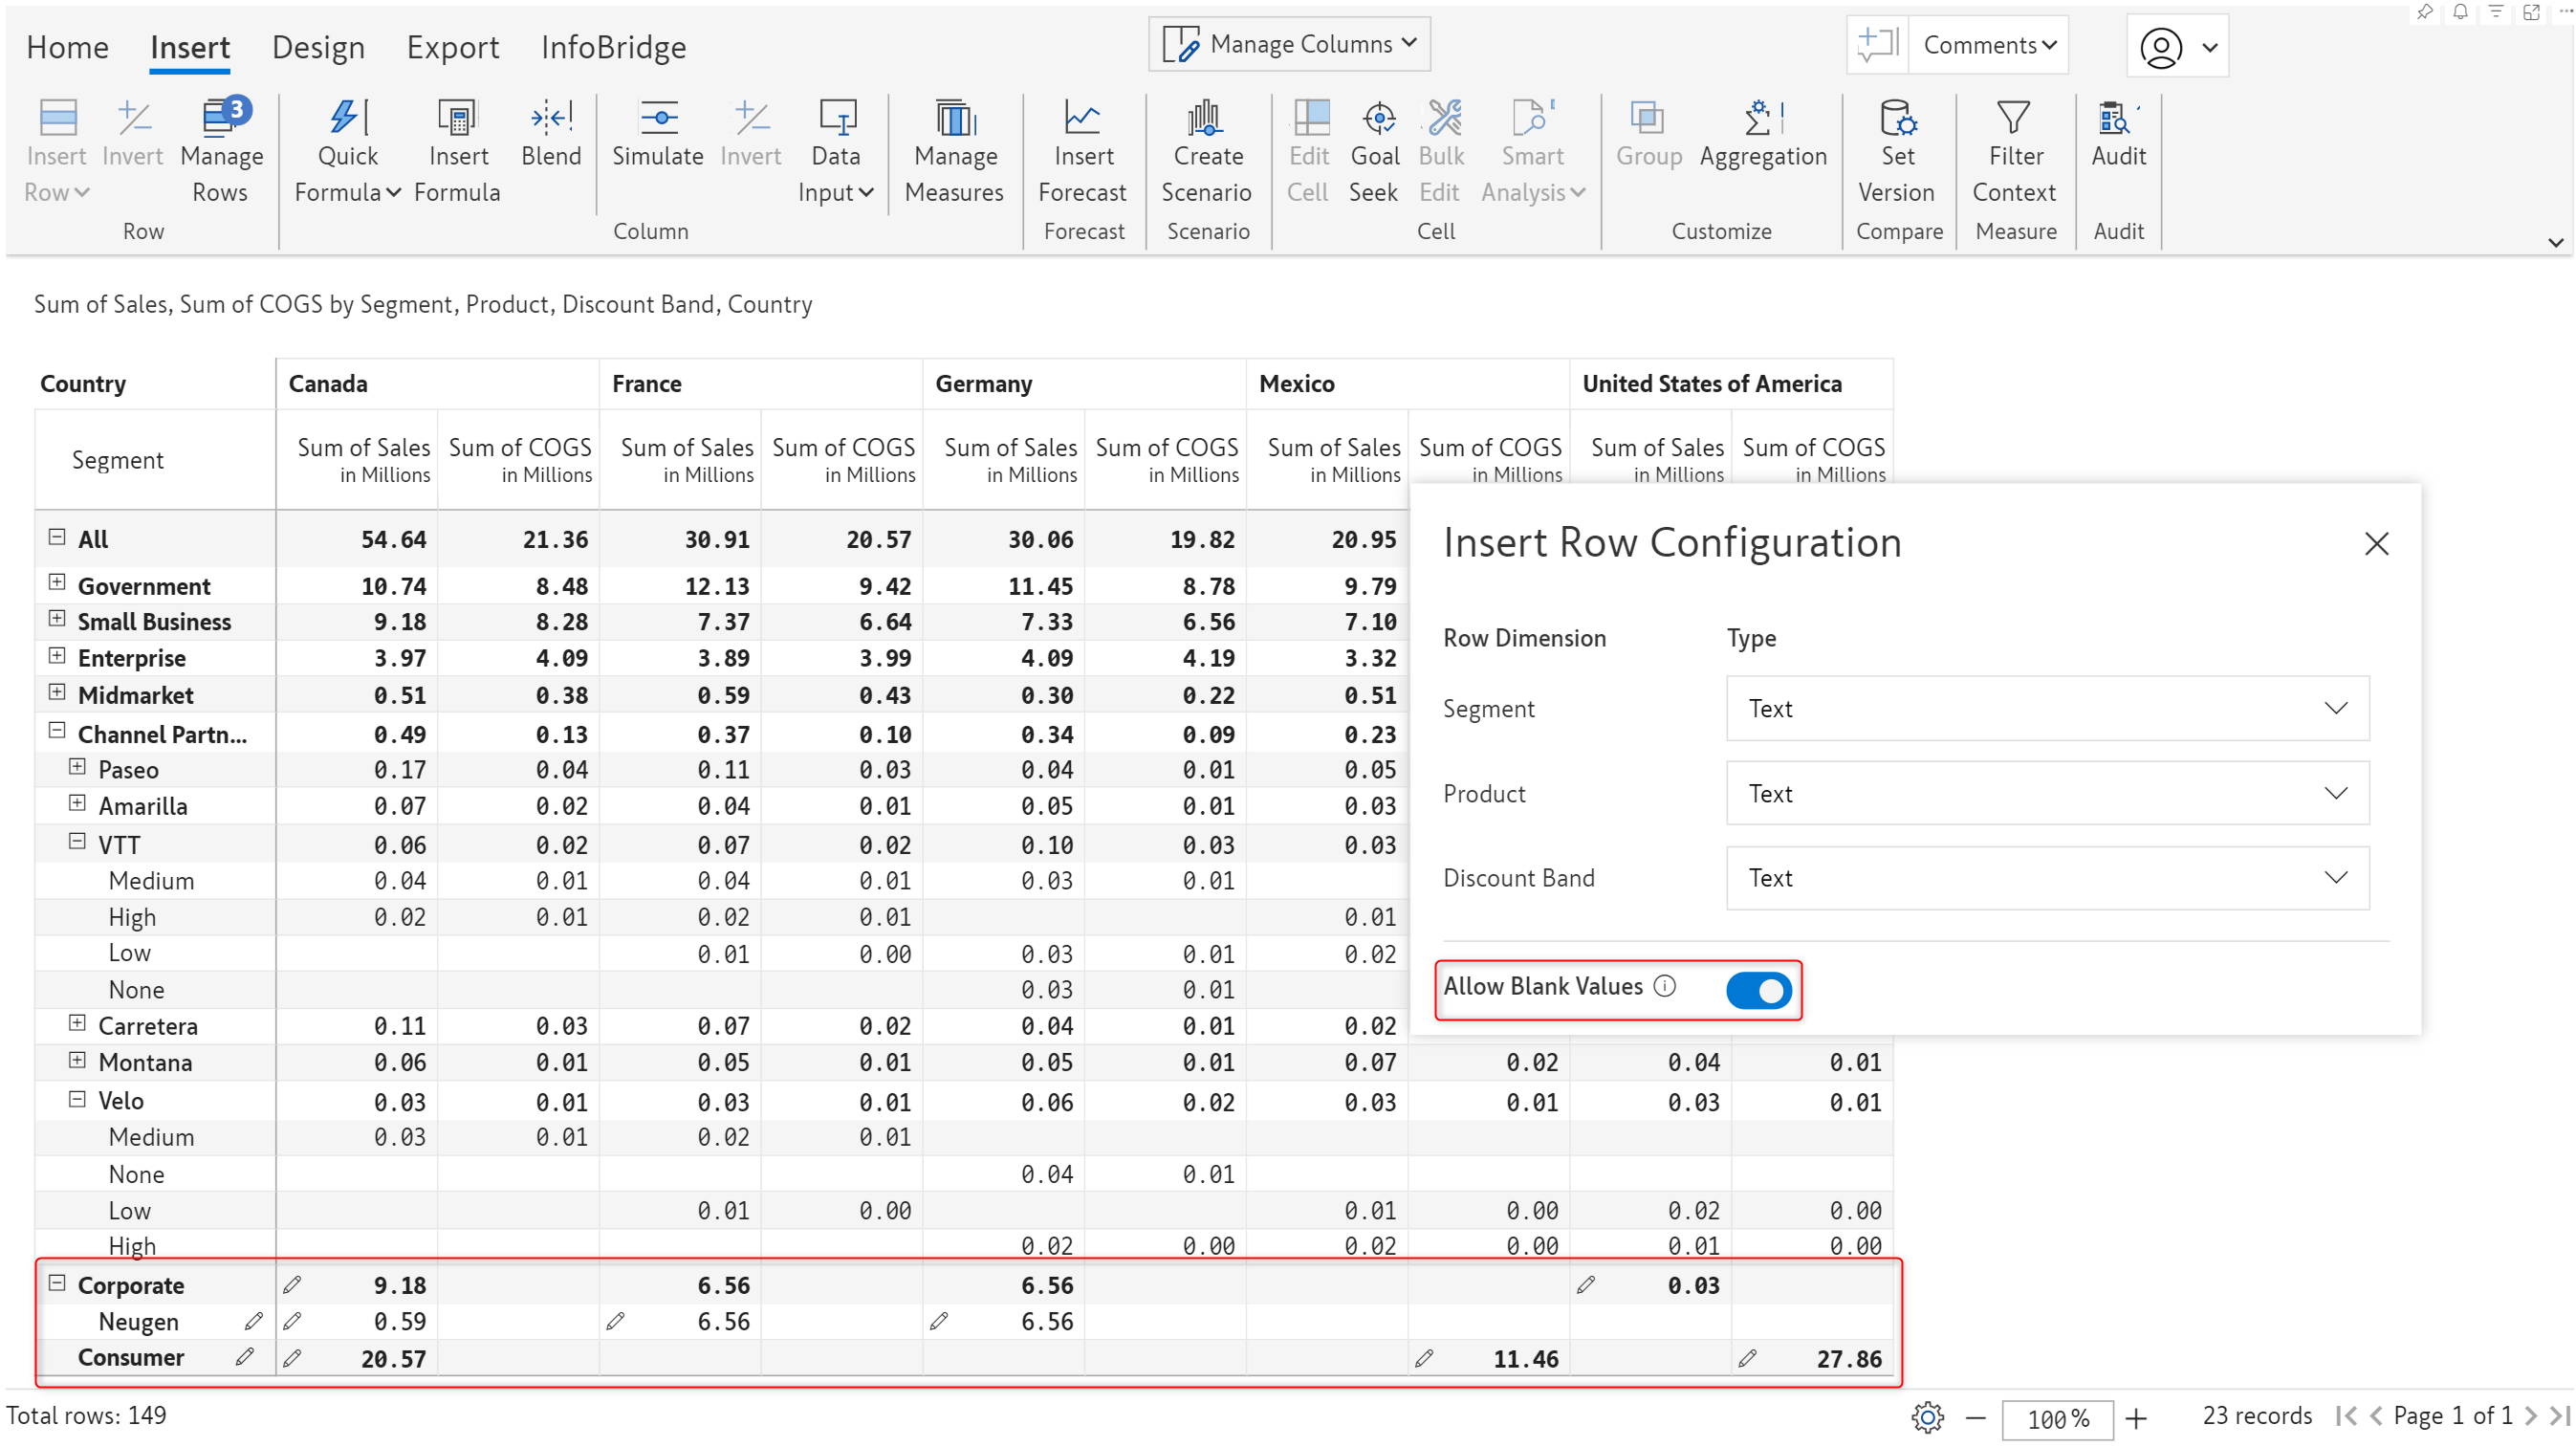 Home Insert Design Export InfoBridge Manage Columns Comments
Insert Row Invert Manage Rows 3 Quick Formula Insert Formula Blend Simulate Invert Data Input Manage Measures Insert Forecast Create Scenario Edit Cell Goal Seek Bulk Edit Smart Analysis Group Aggregation Set Version Filter Context Audit
Row Column Forecast Scenario Cell Customize Compare Measure Audit
Sum of Sales, Sum of COGS by Segment, Product, Discount Band, Country
Country Canada France Germany Mexico United States of America
Segment Sum of Sales Sum of COGS Sum of Sales Sum of COGS Sum of Sales Sum of COGS Sum of Sales Sum of COGS Sum of Sales Sum of COGS
in Millions in Millions in Millions in Millions in Millions in Millions in Millions in Millions in Millions in Millions
All 54.64 21.36 30.91 20.57 30.06 19.82 20.95
Government 10.74 8.48 12.13 9.42 11.45 8.78 9.79
Small Business 9.18 8.28 7.37 6.64 7.33 6.56 7.10
Enterprise 3.97 4.09 3.89 3.99 4.09 4.19 3.32
Midmarket 0.51 0.38 0.59 0.43 0.30 0.22 0.51
Channel Partn... 0.49 0.13 0.37 0.10 0.34 0.09 0.23
Paseo 0.17 0.04 0.11 0.03 0.04 0.01 0.05
Amarilla 0.07 0.02 0.04 0.01 0.05 0.01 0.03
VTT 0.06 0.02 0.07 0.02 0.10 0.03 0.03
Medium 0.04 0.01 0.04 0.01 0.03 0.01
High 0.02 0.01 0.02 0.01 0.01
Low 0.01 0.00 0.03 0.01 0.02
None 0.03 0.01
Carretera 0.11 0.03 0.07 0.02 0.04 0.01 0.02
Montana 0.06 0.01 0.05 0.01 0.05 0.01 0.07 0.02 0.04 0.01
Velo 0.03 0.01 0.03 0.01 0.06 0.02 0.03 0.01 0.03 0.01
Medium 0.03 0.01 0.02 0.01
None 0.04 0.01
Low 0.01 0.00 0.01 0.00 0.02 0.00
High 0.02 0.00 0.02 0.00 0.01 0.00
Corporate 9.18 6.56 6.56 0.03
Neugen 0.59 6.56 6.56
Consumer 20.57 11.46 27.86
Insert Row Configuration
Row Dimension Type
Segment Text
Product Text
Discount Band Text
Allow Blank Values
Total rows: 149 100% 23 records Page 1 of 1